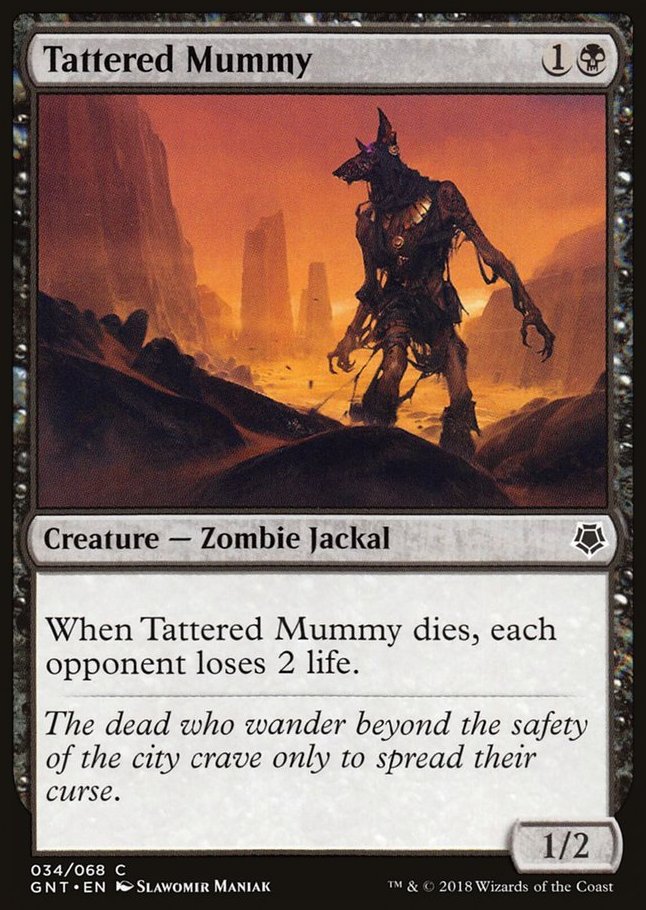 Tattered Mummy 1
Creature — Zombie Jackal
When Tattered Mummy dies, each
opponent loses 2 life.
The dead who wander beyond the safety
of the city crave only to spread their
curse.
1/2
034/068 C
GNT • EN Slawomir Maniak
™ & © 2018 Wizards of the Coast